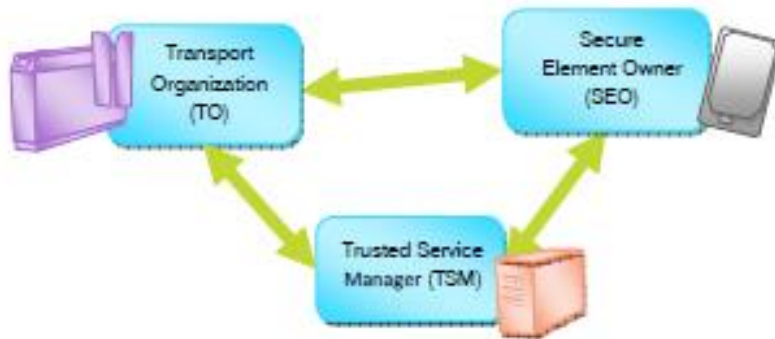 Transport
Organization
(TO)
Secure
Element Owner
(SEO)
Trusted Service
Manager (TSM)